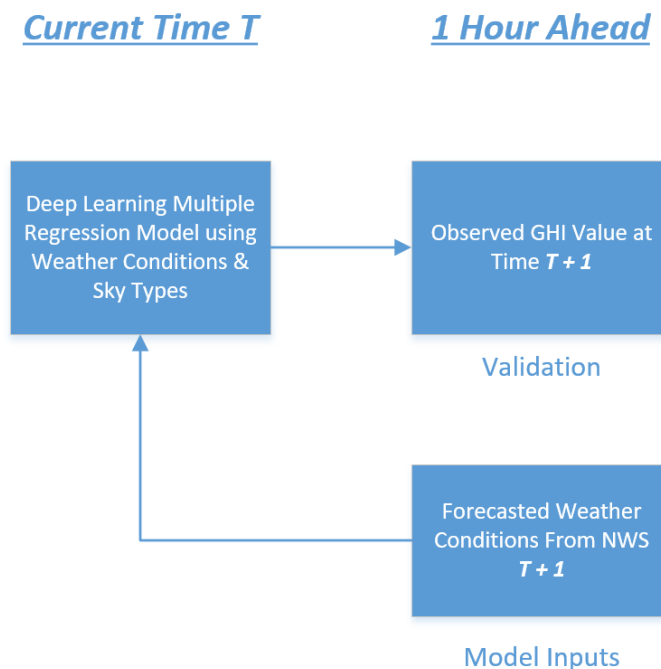 Current Time T
1 Hour Ahead
Deep Learning Multiple
Regression Model using
Weather Conditions &
Sky Types
Observed GHI Value at
Time T + 1
Validation
Forecasted Weather
Conditions From NWS
T + 1
Model Inputs